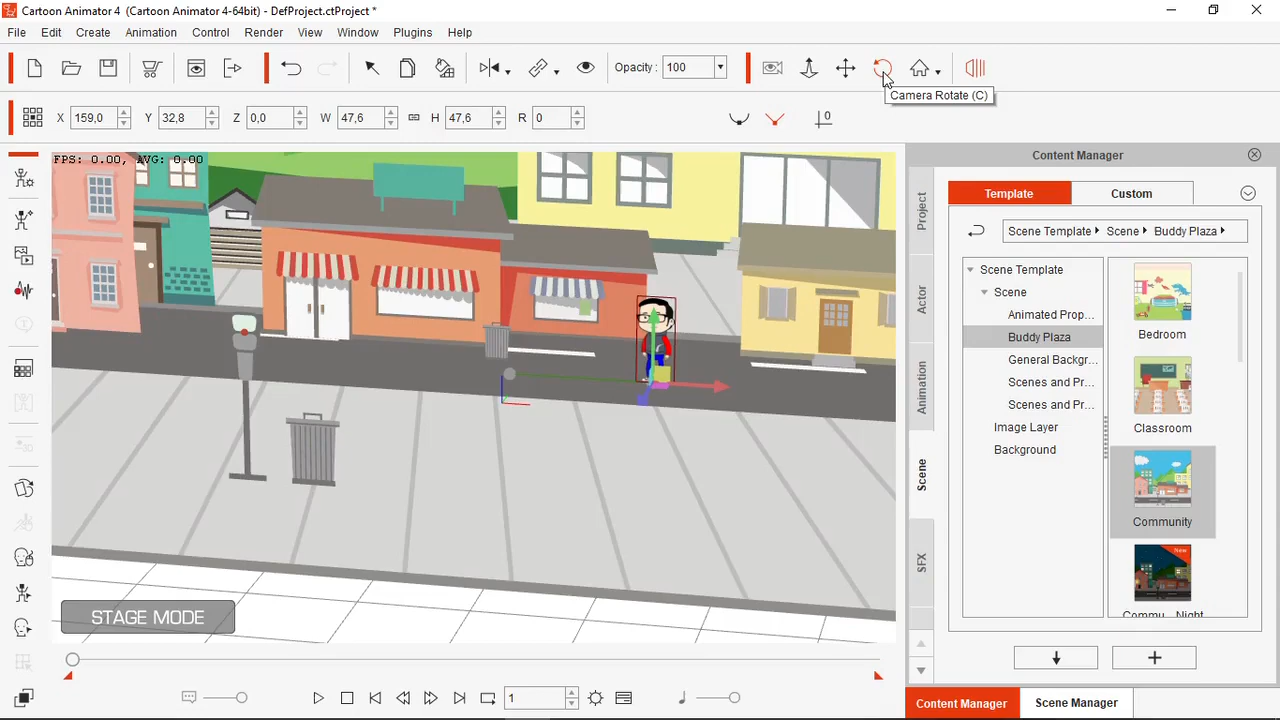 Cartoon Animator 4  (Cartoon Animator 4-64bit) - DefProject.ctProject *
File Edit Create Animation Control Render View Window Plugins Help
Opacity : 100
Camera Rotate (C)
X 159,0 Y 32,8 Z 0,0 W 47,6 H 47,6 R 0
0
FPS: 0.00, AVG: 0.00
Content Manager
Template Custom
Scene Template Scene Buddy Plaza
Project
Actor
Animation
Scene
SFX
Scene Template
Scene
Animated Prop...
Buddy Plaza
General Backgr...
Scenes and Pr...
Scenes and Pr...
Image Layer
Background
Bedroom
Classroom
Community
New
Commu...Night
STAGE MODE
1
Content Manager Scene Manager